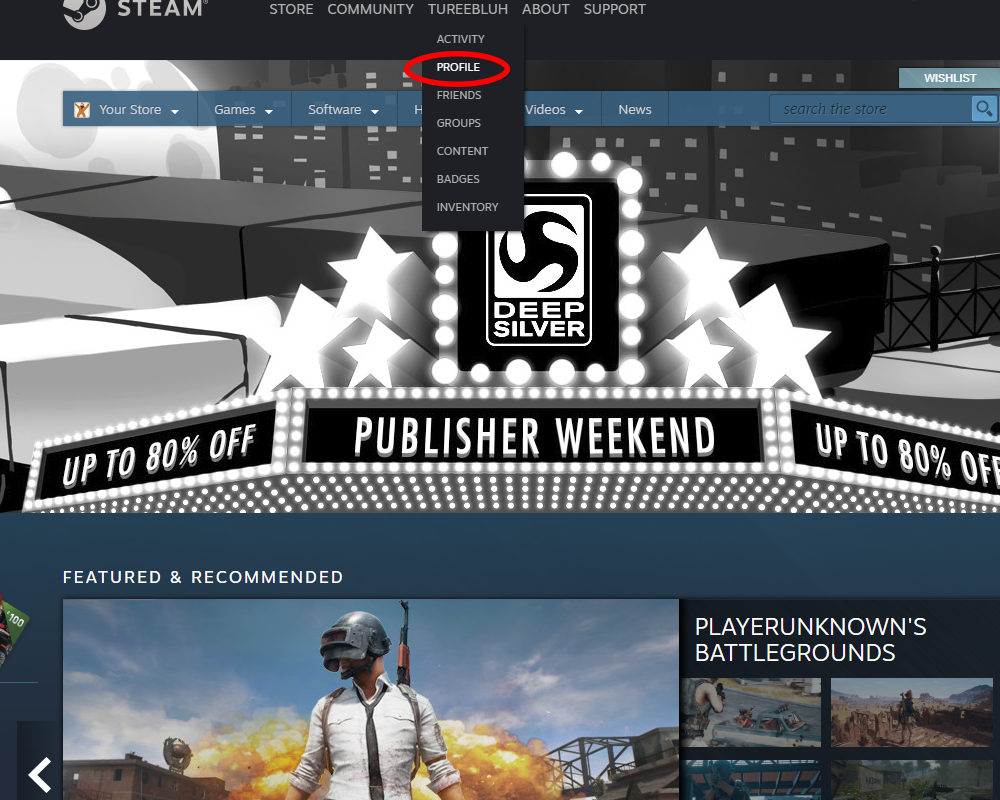 STEAM®
STORE COMMUNITY TUREEBLUH ABOUT SUPPORT
ACTIVITY
PROFILE
FRIENDS
GROUPS
CONTENT
BADGES
INVENTORY
WISHLIST
Your Store Games Software H Videos News search the store
DEEP
SILVER
UP TO 80% OFF PUBLISHER WEEKEND UP TO 80% OFF
FEATURED & RECOMMENDED
100
PLAYERUNKNOWN'S
BATTLEGROUNDS